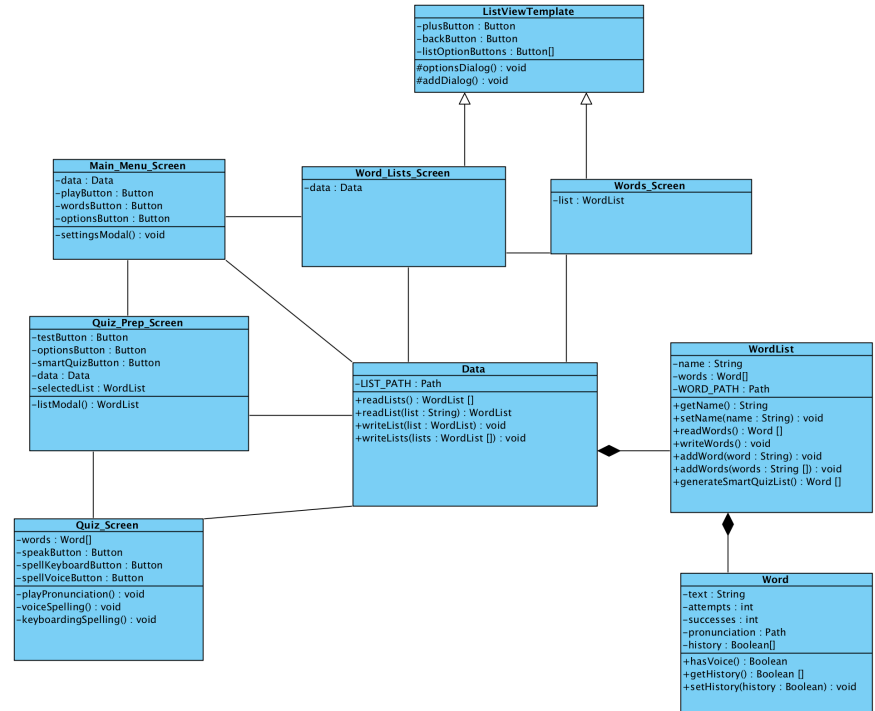 ListViewTemplate
-plusButton : Button
-backButton : Button
-listOptionButtons : Button[]
#optionsDialog() : void
#addDialog() : void
Main_Menu_Screen
-data : Data
-playButton : Button
-wordsButton : Button
-optionsButton : Button
-settingsModal() : void
Word_Lists_Screen
-data : Data
Words_Screen
-list : WordList
Quiz_Prep_Screen
-testButton : Button
-optionsButton : Button
-smartQuizButton : Button
-data : Data
-selectedList : WordList
-listModal() : WordList
Data
-LIST_PATH : Path
+readLists() : WordList []
+readList(list : String) : WordList
+writeList(list : WordList) : void
+writeLists(lists : WordList []) : void
WordList
-name : String
-words : Word[]
-WORD_PATH : Path
+getName() : String
+setName(name : String) : void
+readWords() : Word []
+writeWords() : void
+addWord(word : String) : void
+addWords(words : String []) : void
+generateSmartQuizList() : Word []
Quiz_Screen
-words : Word[]
-speakButton : Button
-spellKeyboardButton : Button
-spellVoiceButton : Button
-playPronunciation() : void
-voiceSpelling() : void
-keyboardingSpelling() : void
Word
-text : String
-attempts : int
-successes : int
-pronunciation : Path
-history : Boolean[]
+hasVoice() : Boolean
+getHistory() : Boolean []
+setHistory(history : Boolean) : void